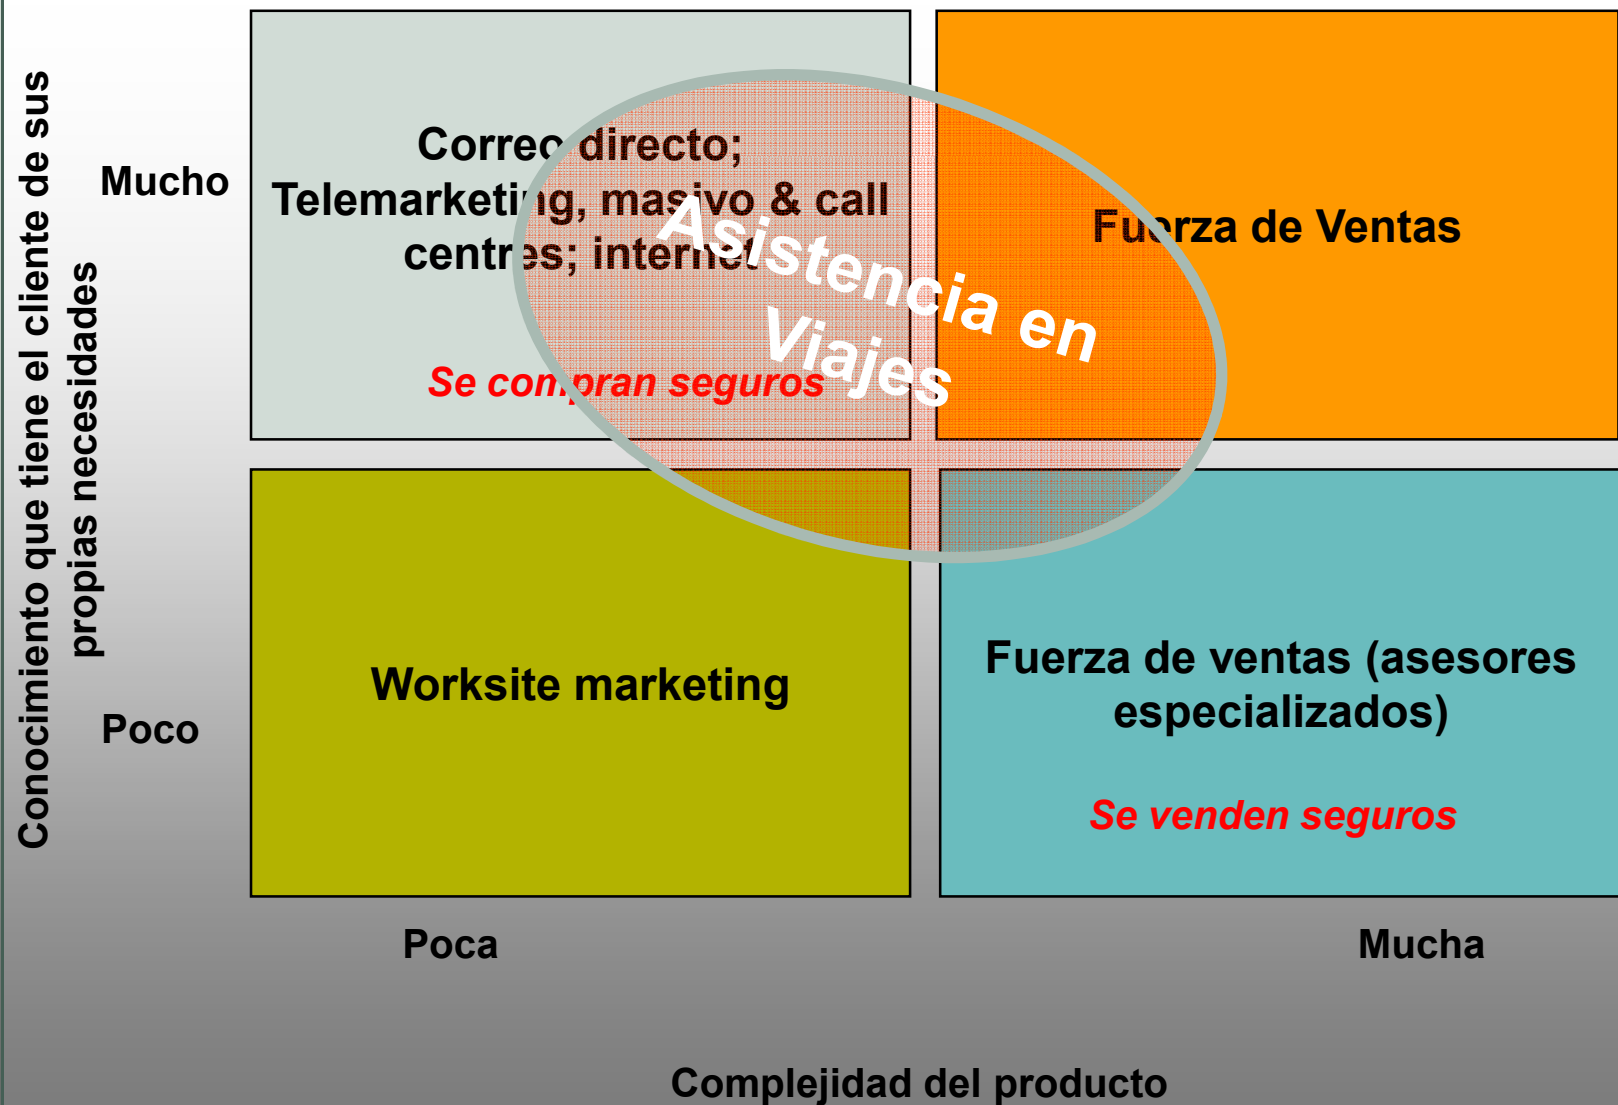 Conocimiento que tiene el cliente de sus
propias necesidades
Mucho
Correo directo;
Telemarketing, masivo & call
centres; internet
Se compran seguros
Fuerza de Ventas
Asistencia en
Viajes
Poco
Worksite marketing
Fuerza de ventas (asesores
especializados)
Se venden seguros
Poca
Mucha
Complejidad del producto